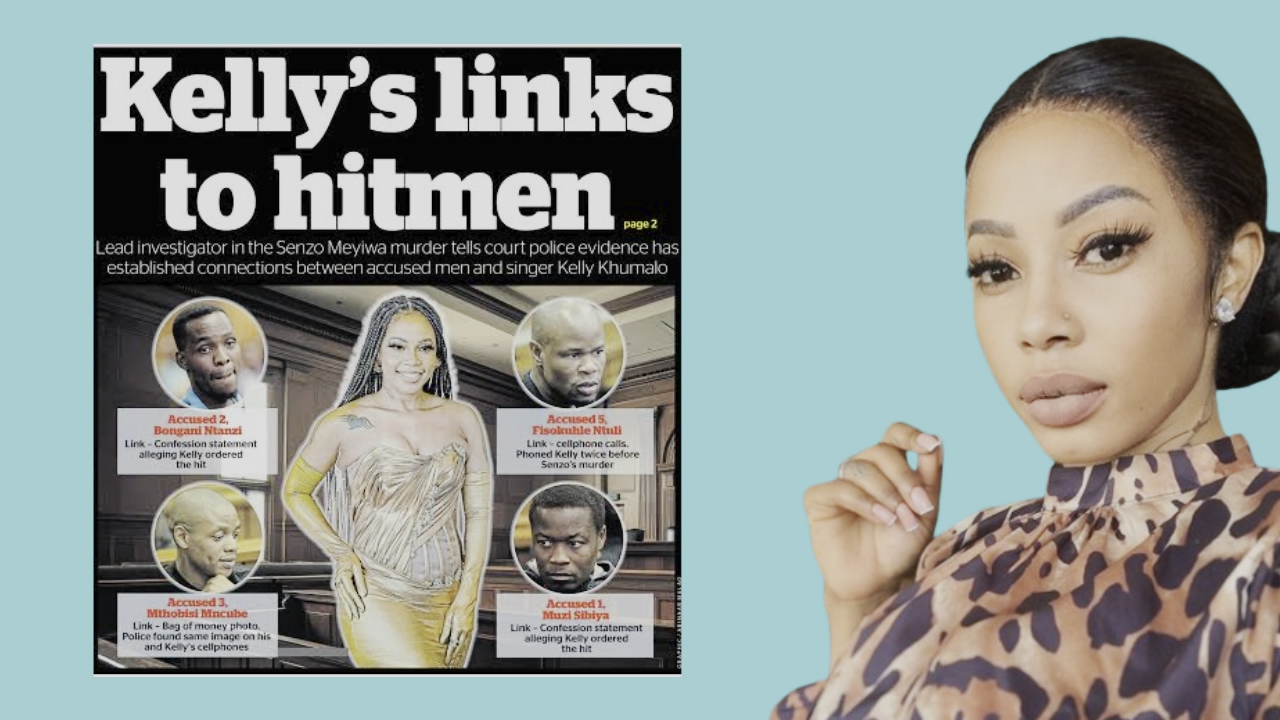 Kelly's links
to hitmen
page 2
Lead investigator in the Senzo Meyiwa murder tells court police evidence has
established connections between accused men and singer Kelly Khumalo
Accused 2,
Bongani Ntanzi
Link – Confession statement
alleging Kelly ordered
the hit
Accused 5,
Fisokuhle Ntuli
Link – cellphone calls.
Phoned Kelly twice before
Senzo's murder
Accused 3,
Mthobisi Mncube
Link – Bag of money photo.
Police found same image on his
and Kelly's cellphones
Accused 1,
Muzi Sibiya
Link – Confession statement
alleging Kelly ordered
the hit